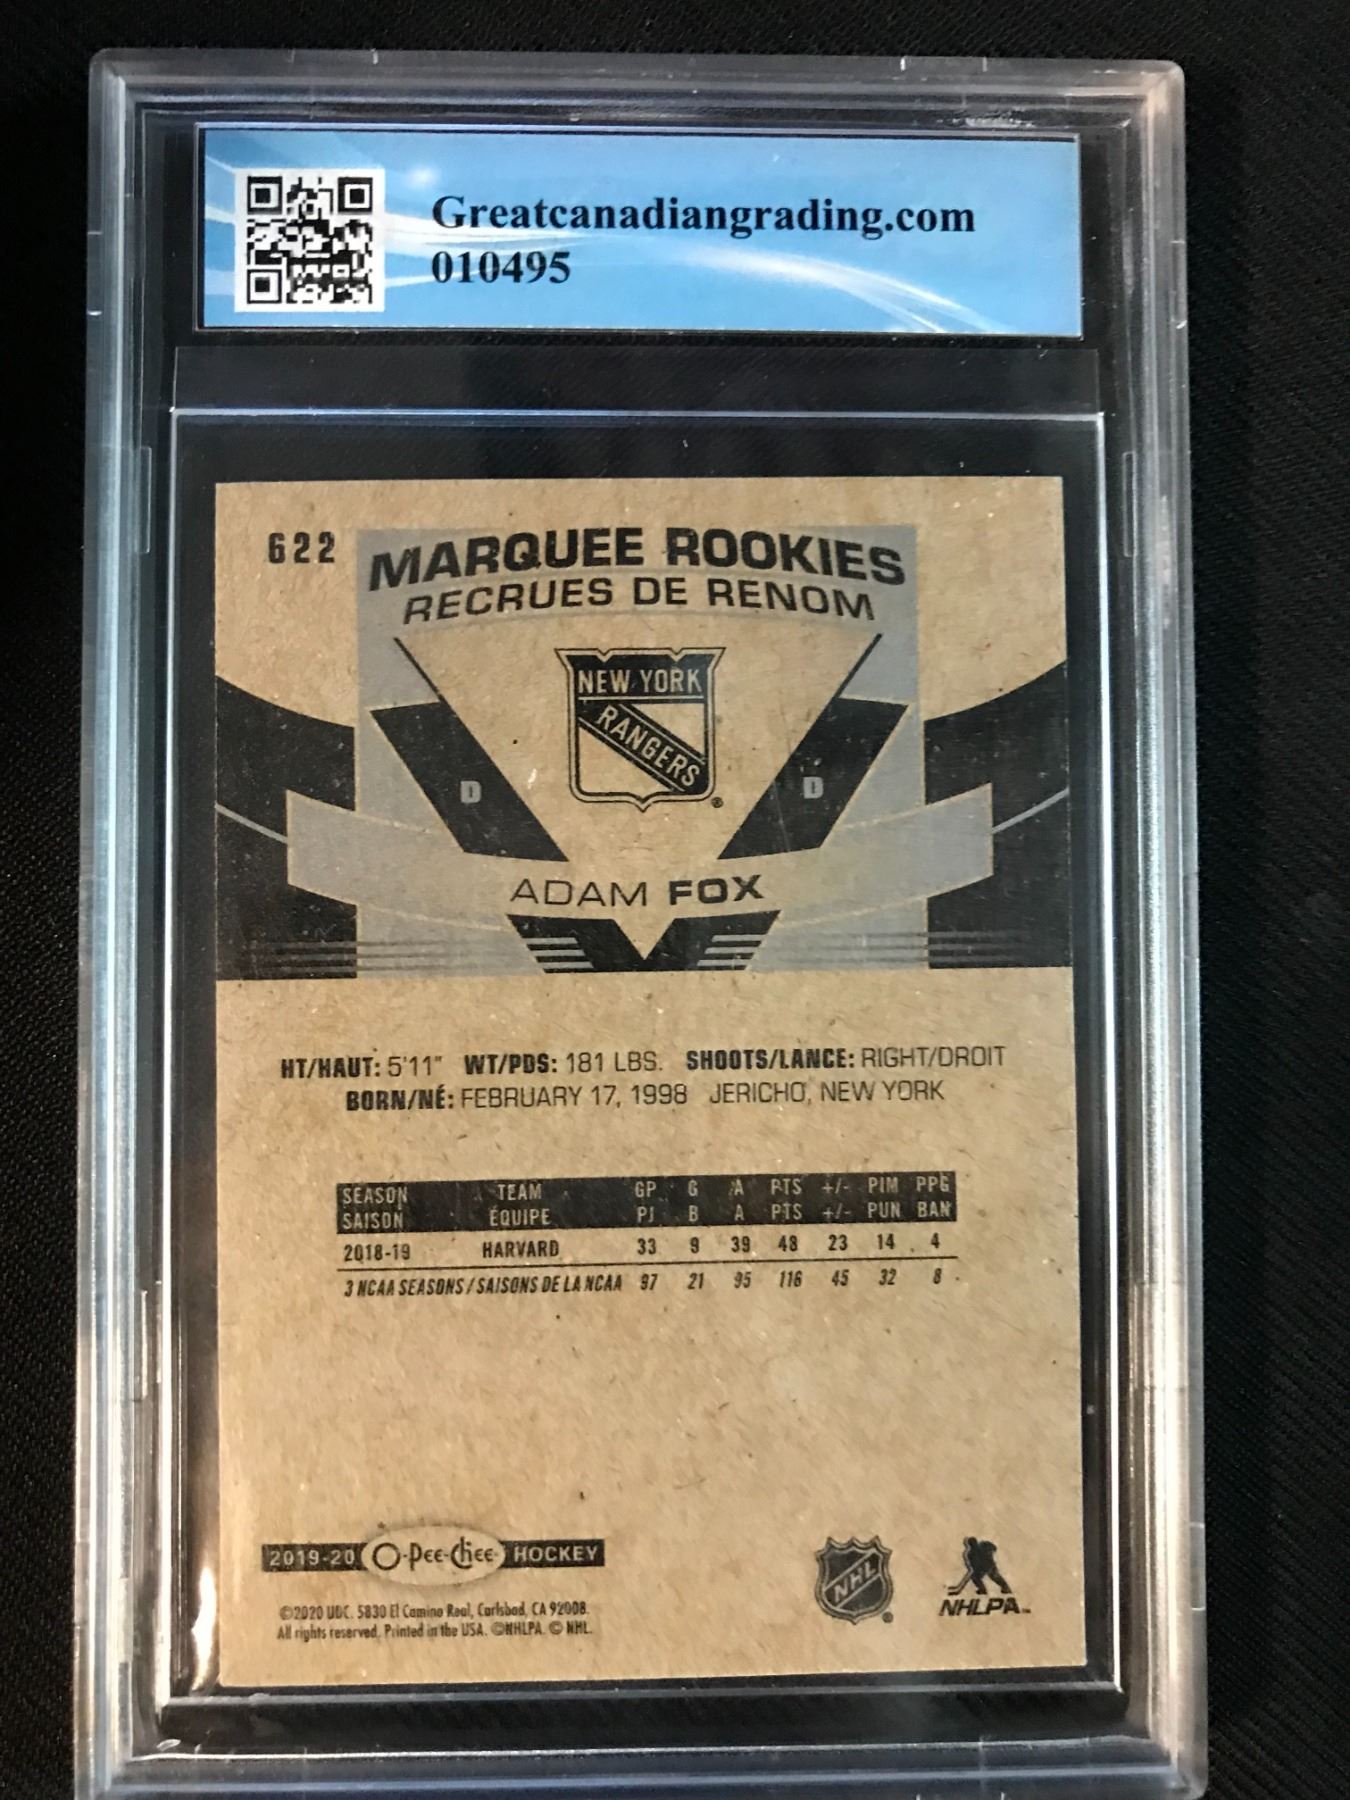 Greatcanadiangrading.com
010495
622
MARQUEE ROOKIES
RECRUES DE RENOM
NEW YORK
RANGERS
®
D D
ADAM FOX
HT/HAUT: 5'11" WT/PDS: 181 LBS. SHOOTS/LANCE: RIGHT/DROIT
BORN/NÉ: FEBRUARY 17, 1998 JERICHO, NEW YORK
SEASON TEAM GP G A PTS +/- PIM PPG
SAISON ÉQUIPE PJ B A PTS +/- PUN BAN
2018-19 HARVARD 33 9 39 48 23 14 4
3 NCAA SEASONS / SAISONS DE LA NCAA 97 21 95 116 45 32 8
2019-20 O-Pee-Chee HOCKEY
NHL ®
NHLPA™
©2020 UDC. 5830 El Camino Real, Carlsbad, CA 92008.
All rights reserved. Printed in the USA. ©NHLPA. © NHL.